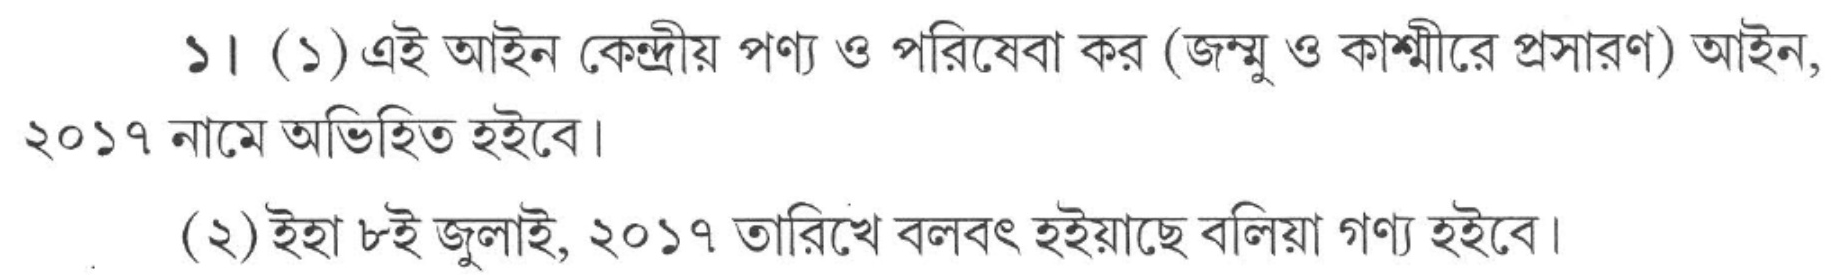 ১। (১) এই আইন কেন্দ্রীয় পণ্য ও পরিষেবা কর (জম্মু ও কাশ্মীরে প্রসারণ) আইন,
২০১৭ নামে অভিহিত হইবে।
(২) ইহা ৮ই জুলাই, ২০১৭ তারিখে বলবৎ হইয়াছে বলিয়া গণ্য হইবে।